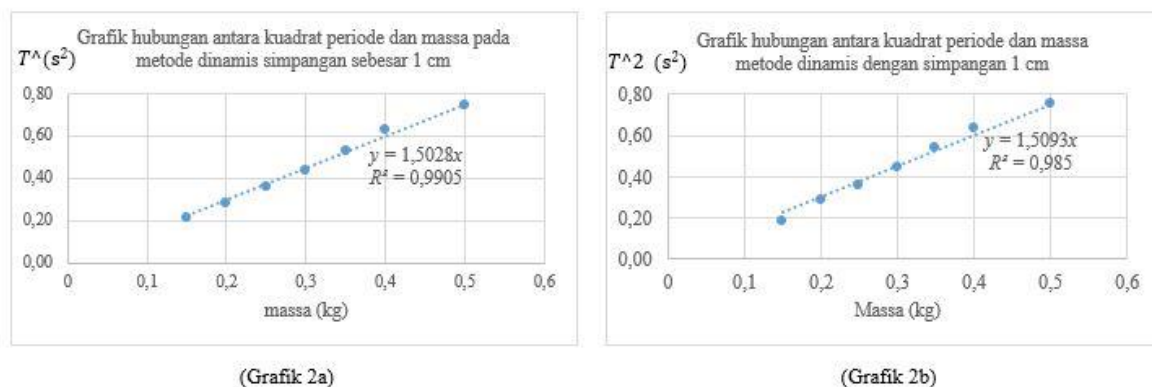 Grafik hubungan antara kuadrat periode dan massa pada
T^(s²)
metode dinamis simpangan sebesar 1 cm
0,80
0,60
0,40
0,20
0,00
y = 1,5028x
R² = 0,9905
0
0,1
0,2
0,3
0,4
0,5
0,6
massa (kg)
(Grafik 2a)
Grafik hubungan antara kuadrat periode dan massa
T^2 (s²)
metode dinamis dengan simpangan 1 cm
0,80
0,60
0,40
0,20
0,00
y = 1,5093x
R² = 0,985
0
0,1
0,2
0,3
0,4
0,5
0,6
Massa (kg)
(Grafik 2b)